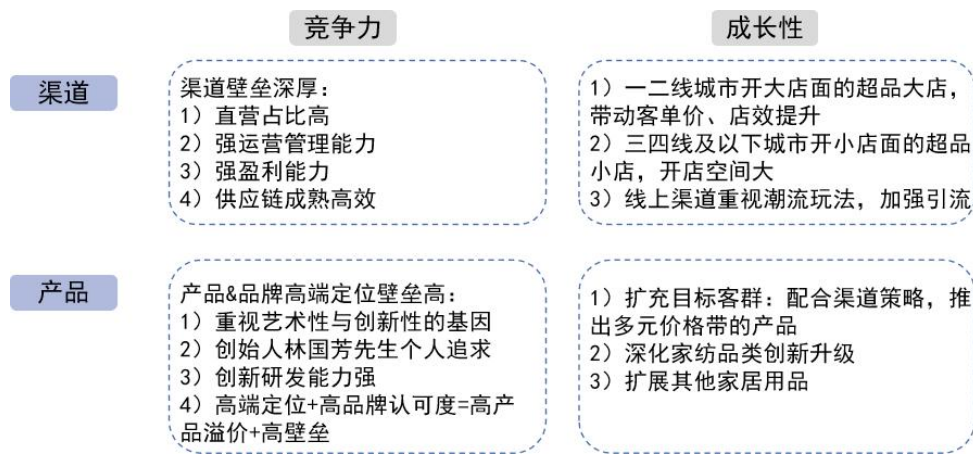 竞争力
成长性
渠道
渠道壁垒深厚：
1）直营占比高
2）强运营管理能力
3）强盈利能力
4）供应链成熟高效
1）一二线城市开大店面的超品大店，
带动客单价、店效提升
2）三四线及以下城市开小店面的超品
小店，开店空间大
3）线上渠道重视潮流玩法，加强引流
产品
产品&品牌高端定位壁垒高：
1）重视艺术性与创新性的基因
2）创始人林国芳先生个人追求
3）创新研发能力强
4）高端定位+高品牌认可度=高产
品溢价+高壁垒
1）扩充目标客群：配合渠道策略，推
出多元价格带的产品
2）深化家纺品类创新升级
3）扩展其他家居用品